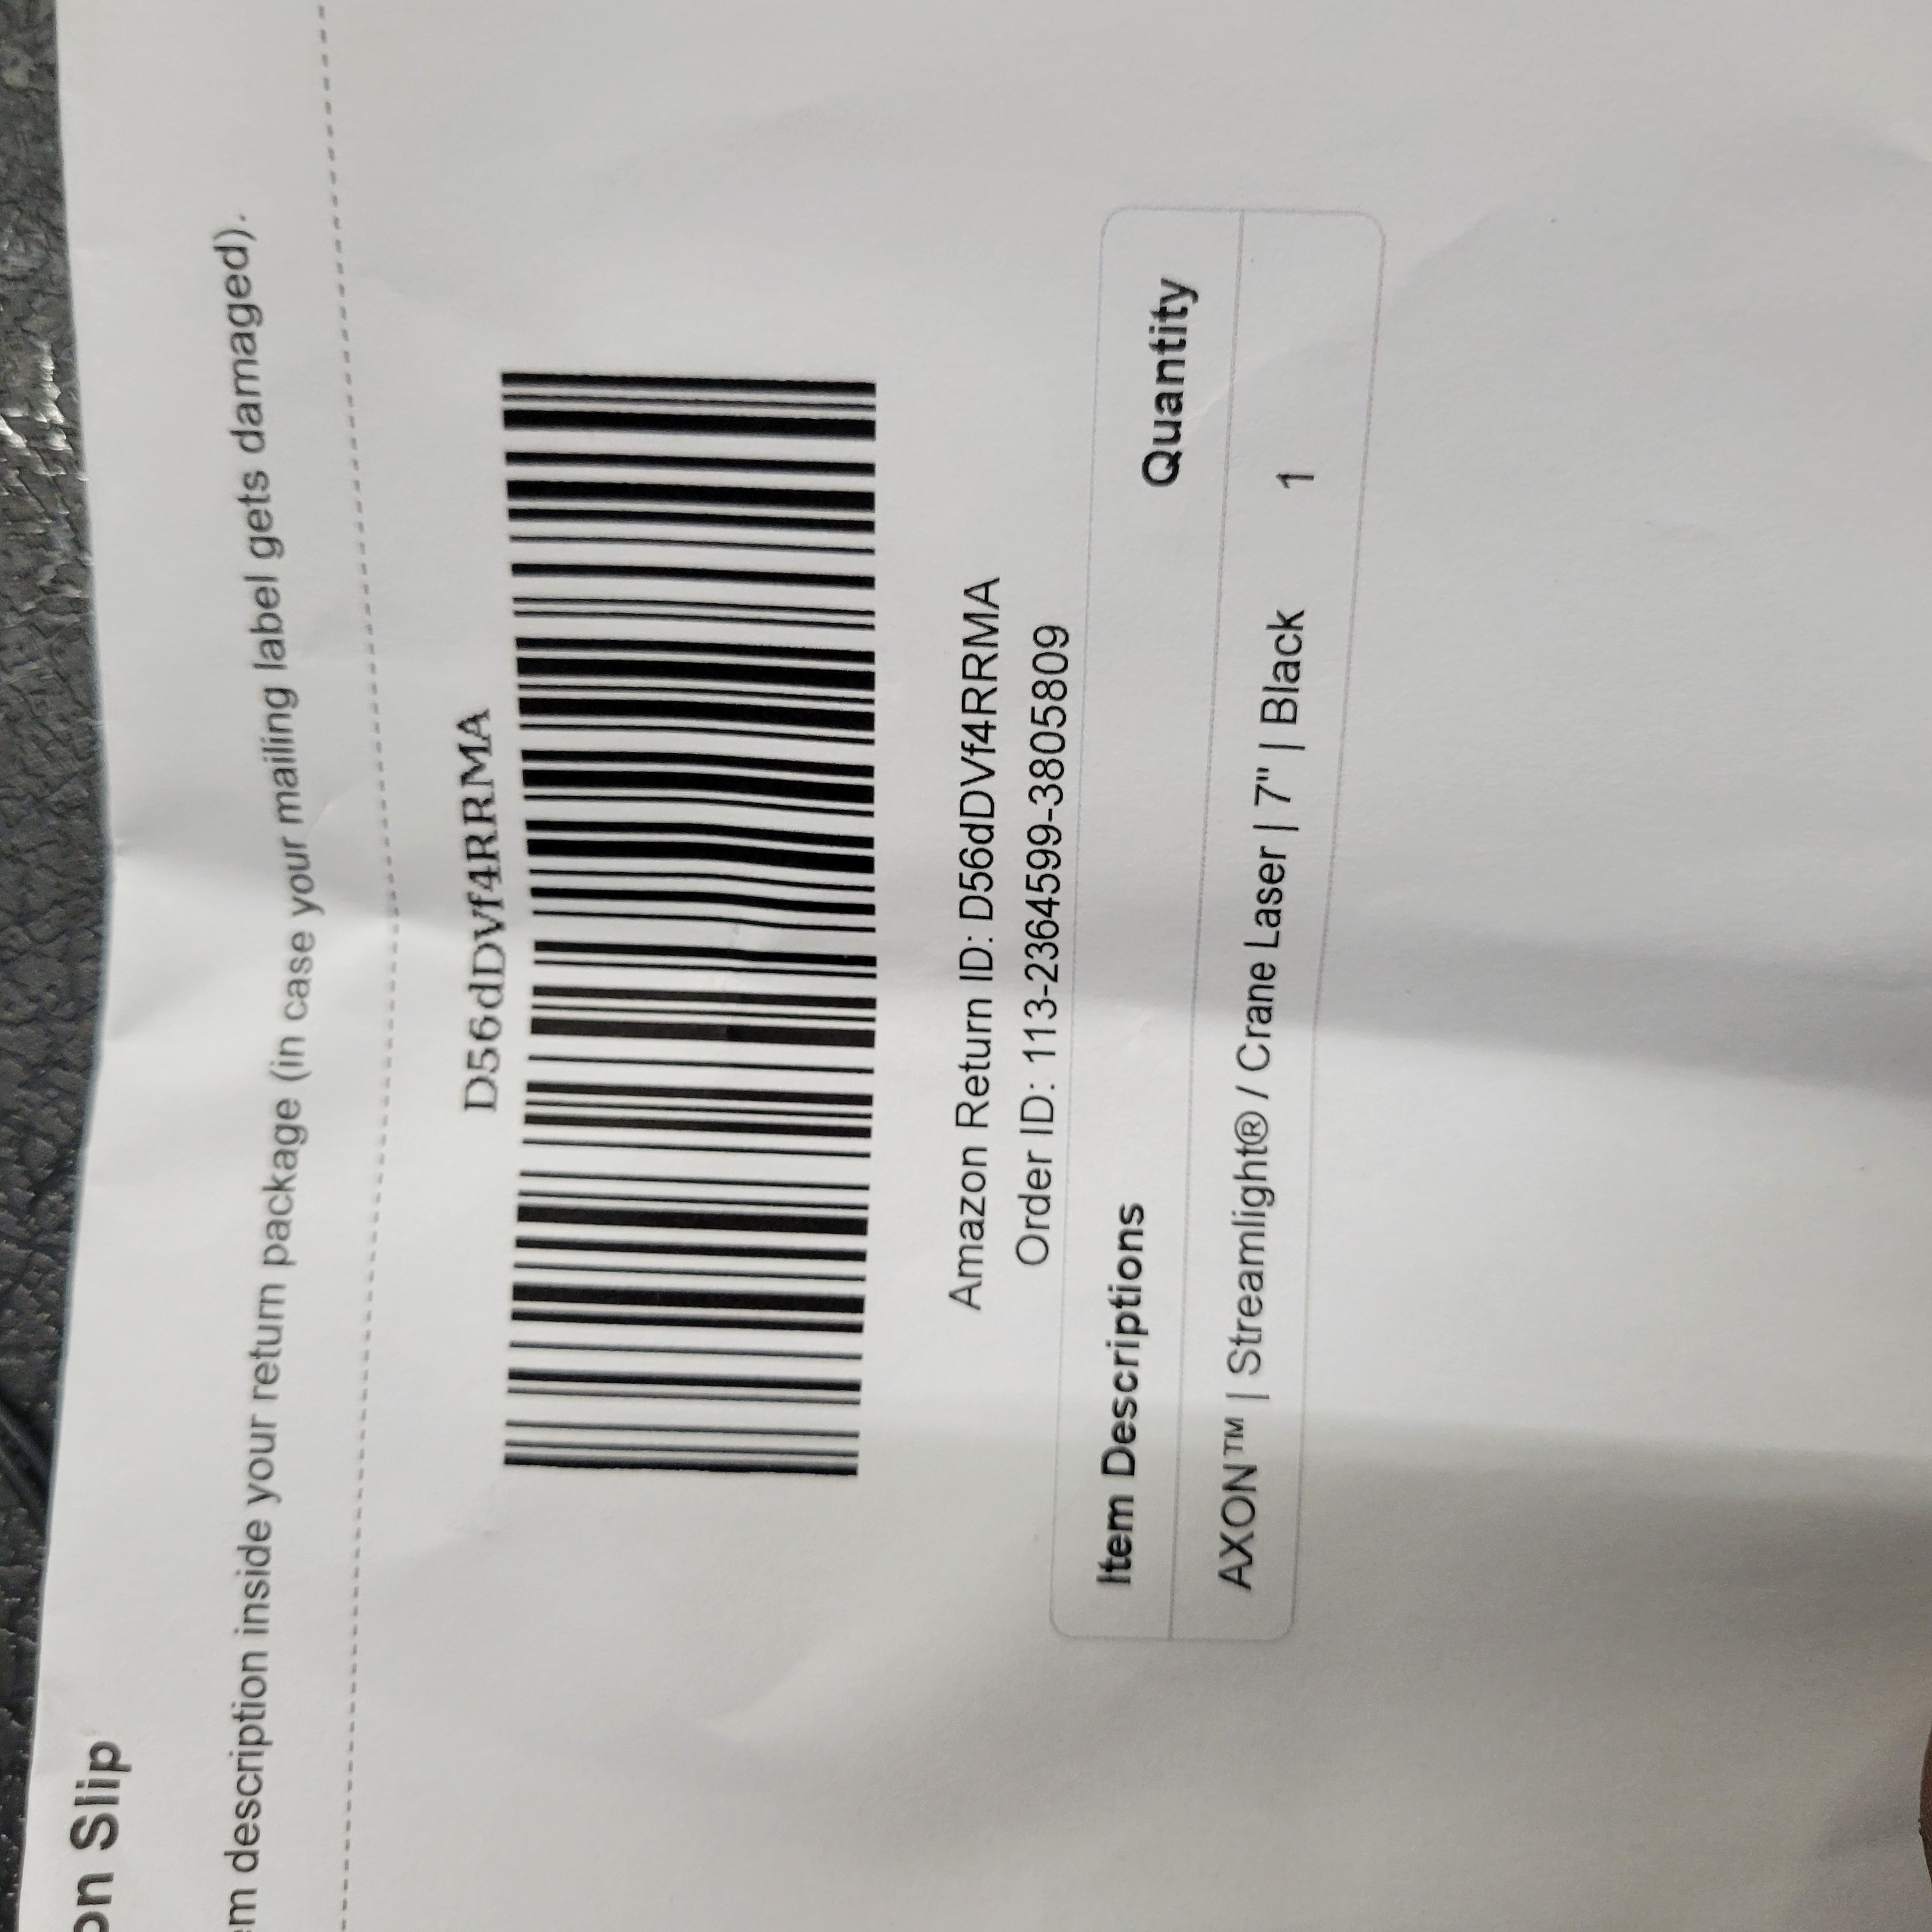 on Slip
em description inside your return package (in case your mailing label gets damaged).
D56dDVf4RRMA
Amazon Return ID: D56dDVf4RRMA
Order ID: 113-2364599-3805809
Item Descriptions Quantity
AXON™ | Streamlight® / Crane Laser | 7" | Black 1